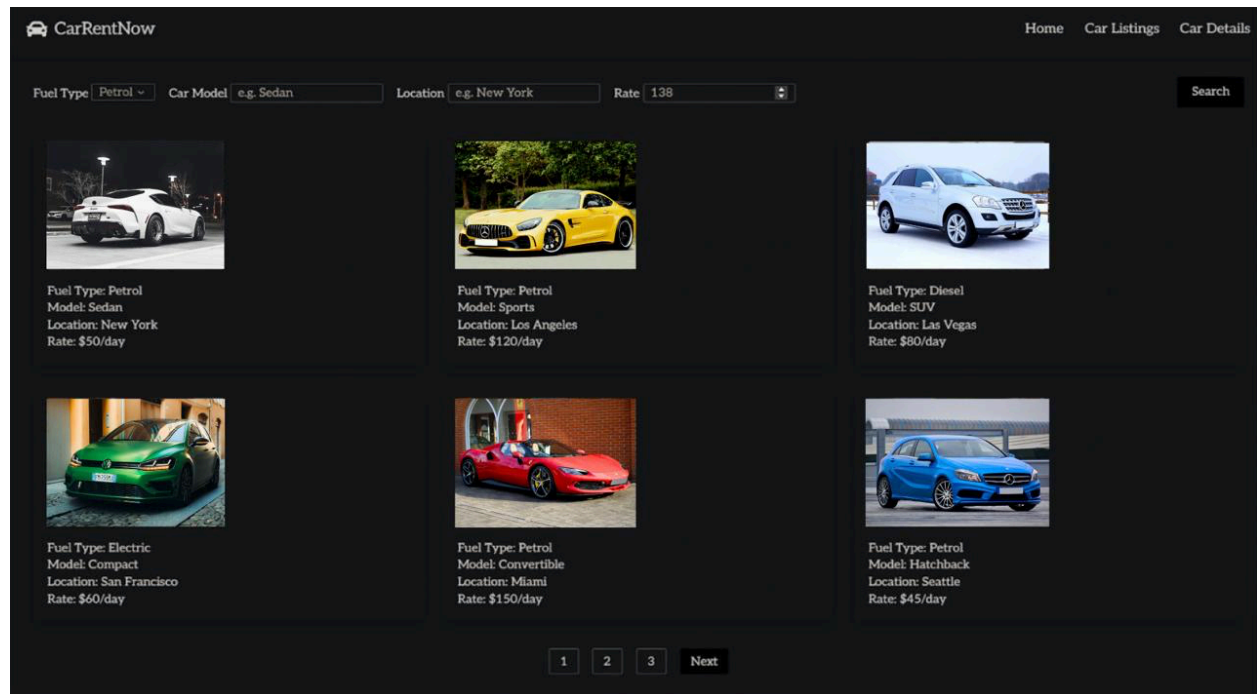 CarRentNow
Home Car Listings Car Details
Fuel Type Petrol Car Model e.g. Sedan Location e.g. New York Rate 138 Search
Fuel Type: Petrol
Model: Sedan
Location: New York
Rate: $50/day
Fuel Type: Petrol
Model: Sports
Location: Los Angeles
Rate: $120/day
Fuel Type: Diesel
Model: SUV
Location: Las Vegas
Rate: $80/day
Fuel Type: Electric
Model: Compact
Location: San Francisco
Rate: $60/day
Fuel Type: Petrol
Model: Convertible
Location: Miami
Rate: $150/day
Fuel Type: Petrol
Model: Hatchback
Location: Seattle
Rate: $45/day
1 2 3 Next